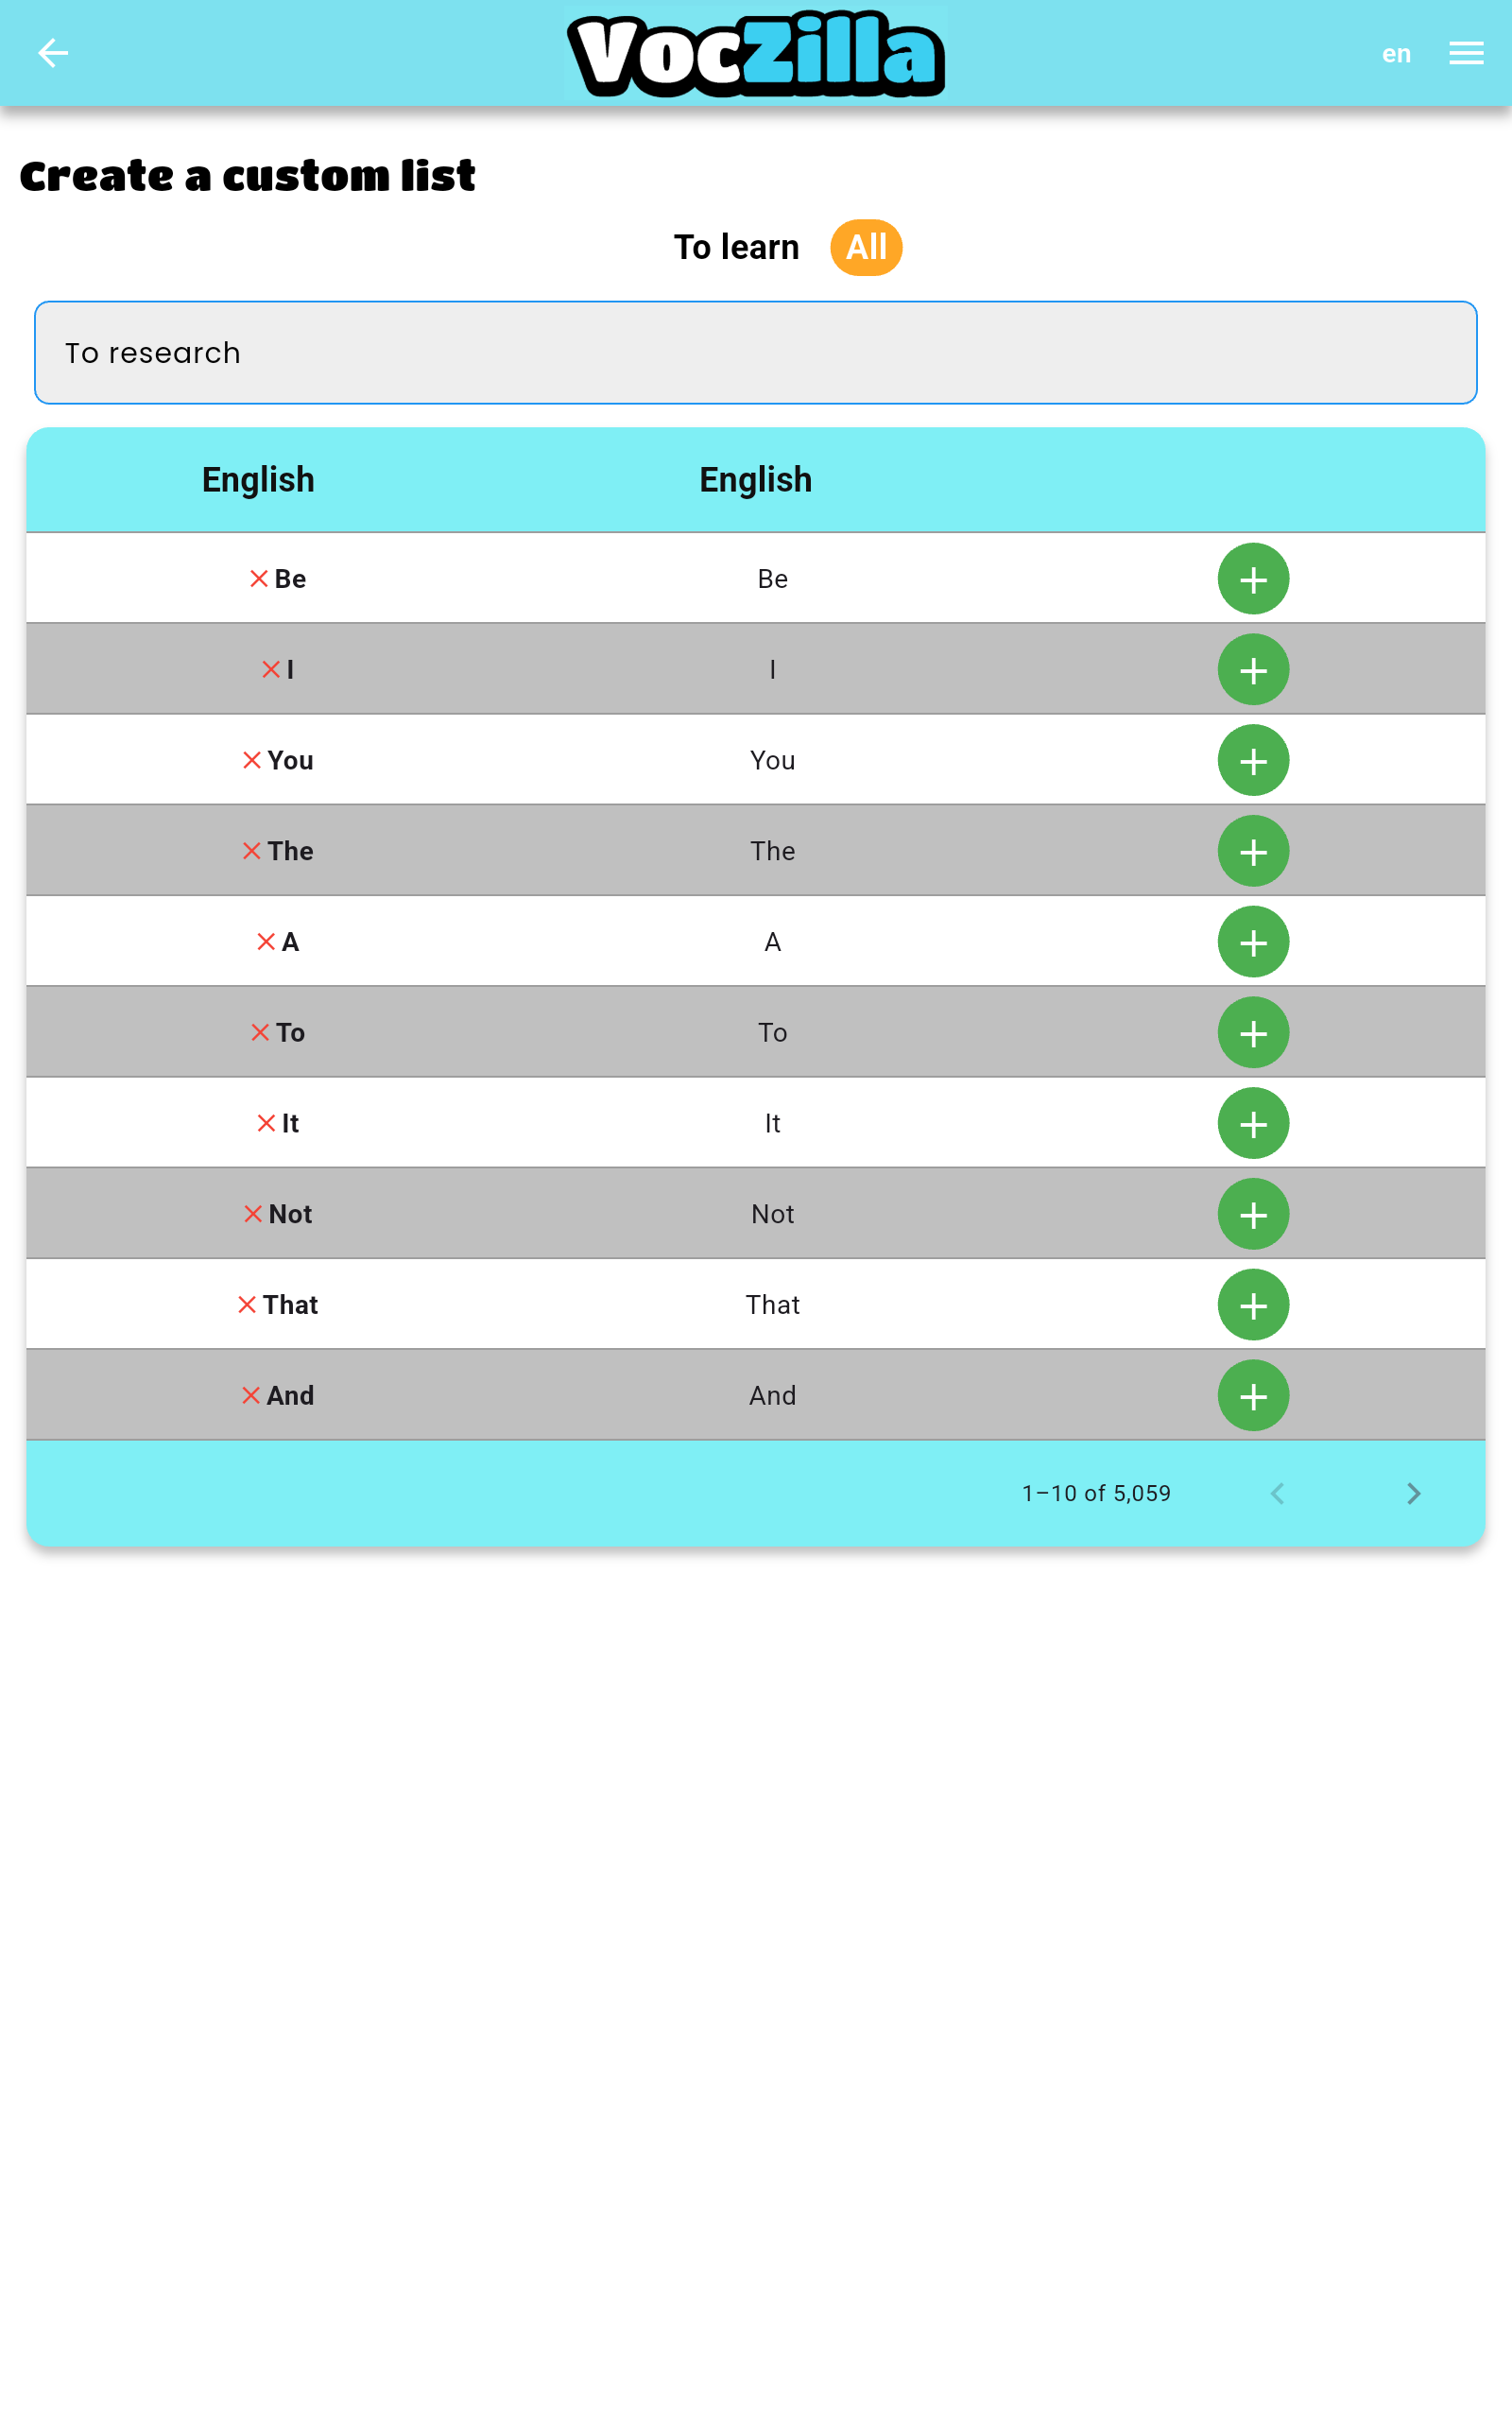 VocZilla
en
Create a custom list
To learn All
To research
English English
Be Be
I I
You You
The The
A A
To To
It It
Not Not
That That
And And
1–10 of 5,059